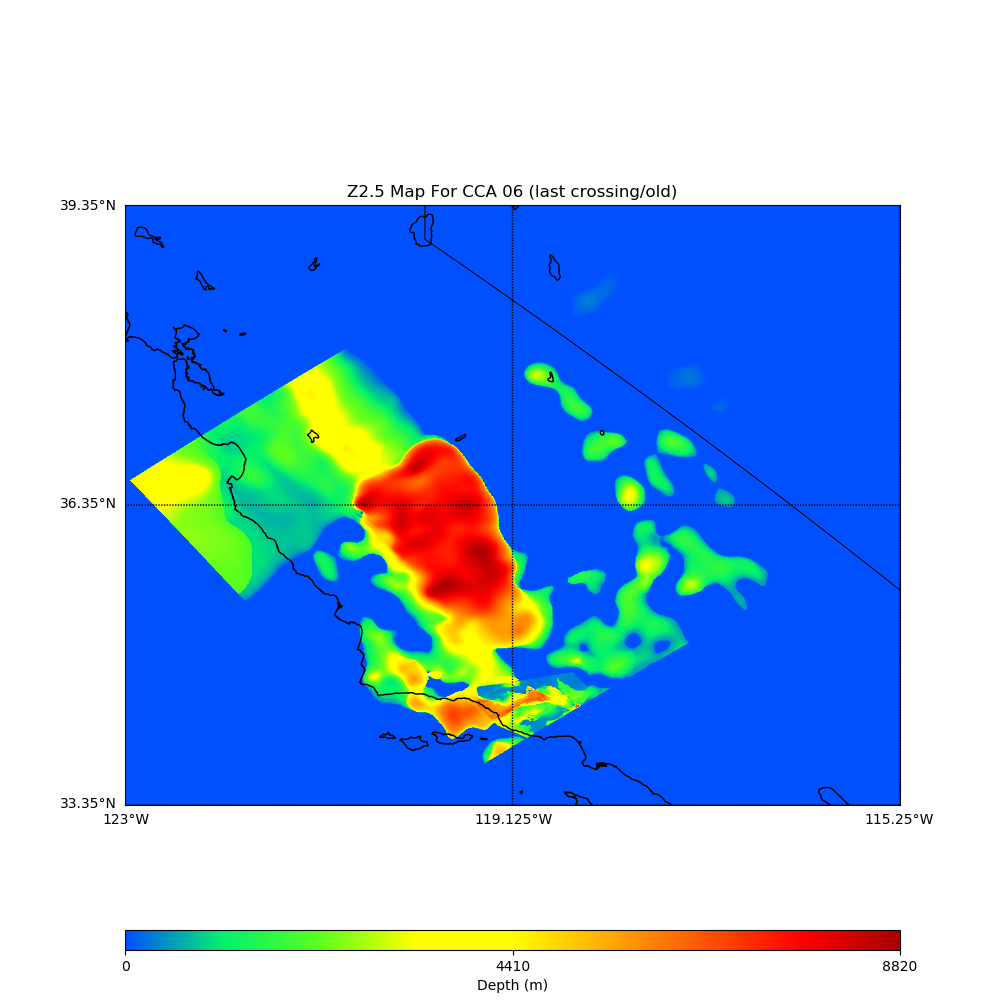 Z2.5 Map For CCA 06 (last crossing/old)
39.35°N
36.35°N
33.35°N
123°W 119.125°W 115.25°W
0 4410 8820
Depth (m)